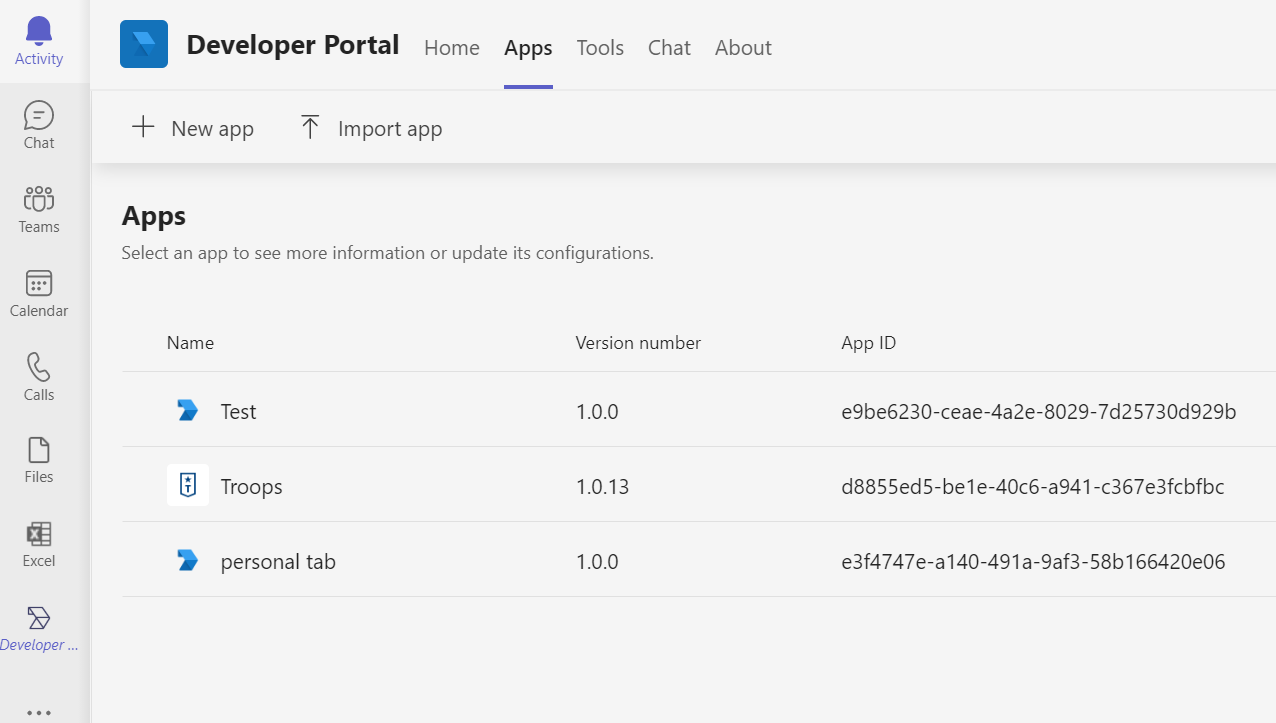 Activity
Chat
Teams
Calendar
Calls
Files
Excel
Developer ...
Developer Portal Home Apps Tools Chat About
New app Import app
Apps
Select an app to see more information or update its configurations.
Name Version number App ID
Test 1.0.0 e9be6230-ceae-4a2e-8029-7d25730d929b
T
Troops 1.0.13 d8855ed5-be1e-40c6-a941-c367e3fcbfbc
personal tab 1.0.0 e3f4747e-a140-491a-9af3-58b166420e06